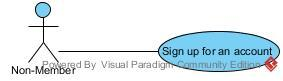 Sign up for an account
Powered By Visual Paradigm Community Edition
Non-Member